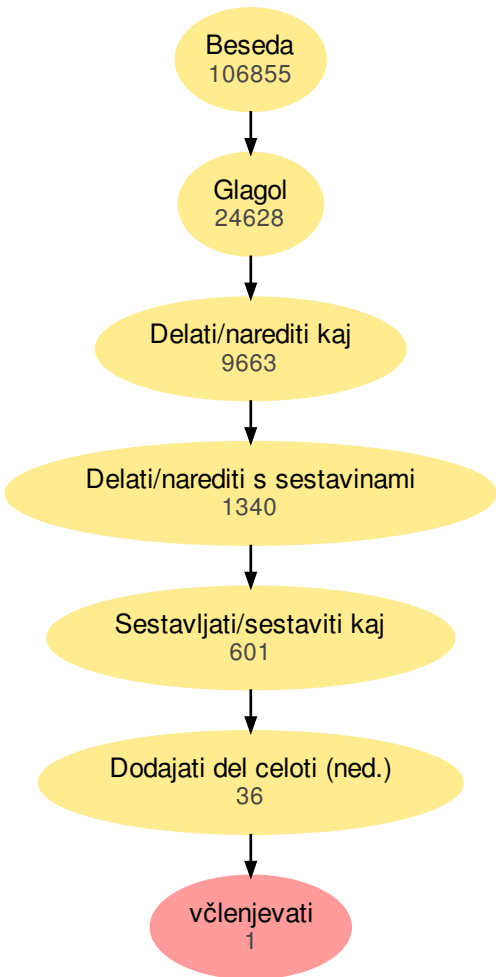 Beseda
106855
Glagol
24628
Delati/narediti kaj
9663
Delati/narediti s sestavinami
1340
Sestavljati/sestaviti kaj
601
Dodajati del celoti (ned.)
36
včlenjevati
1